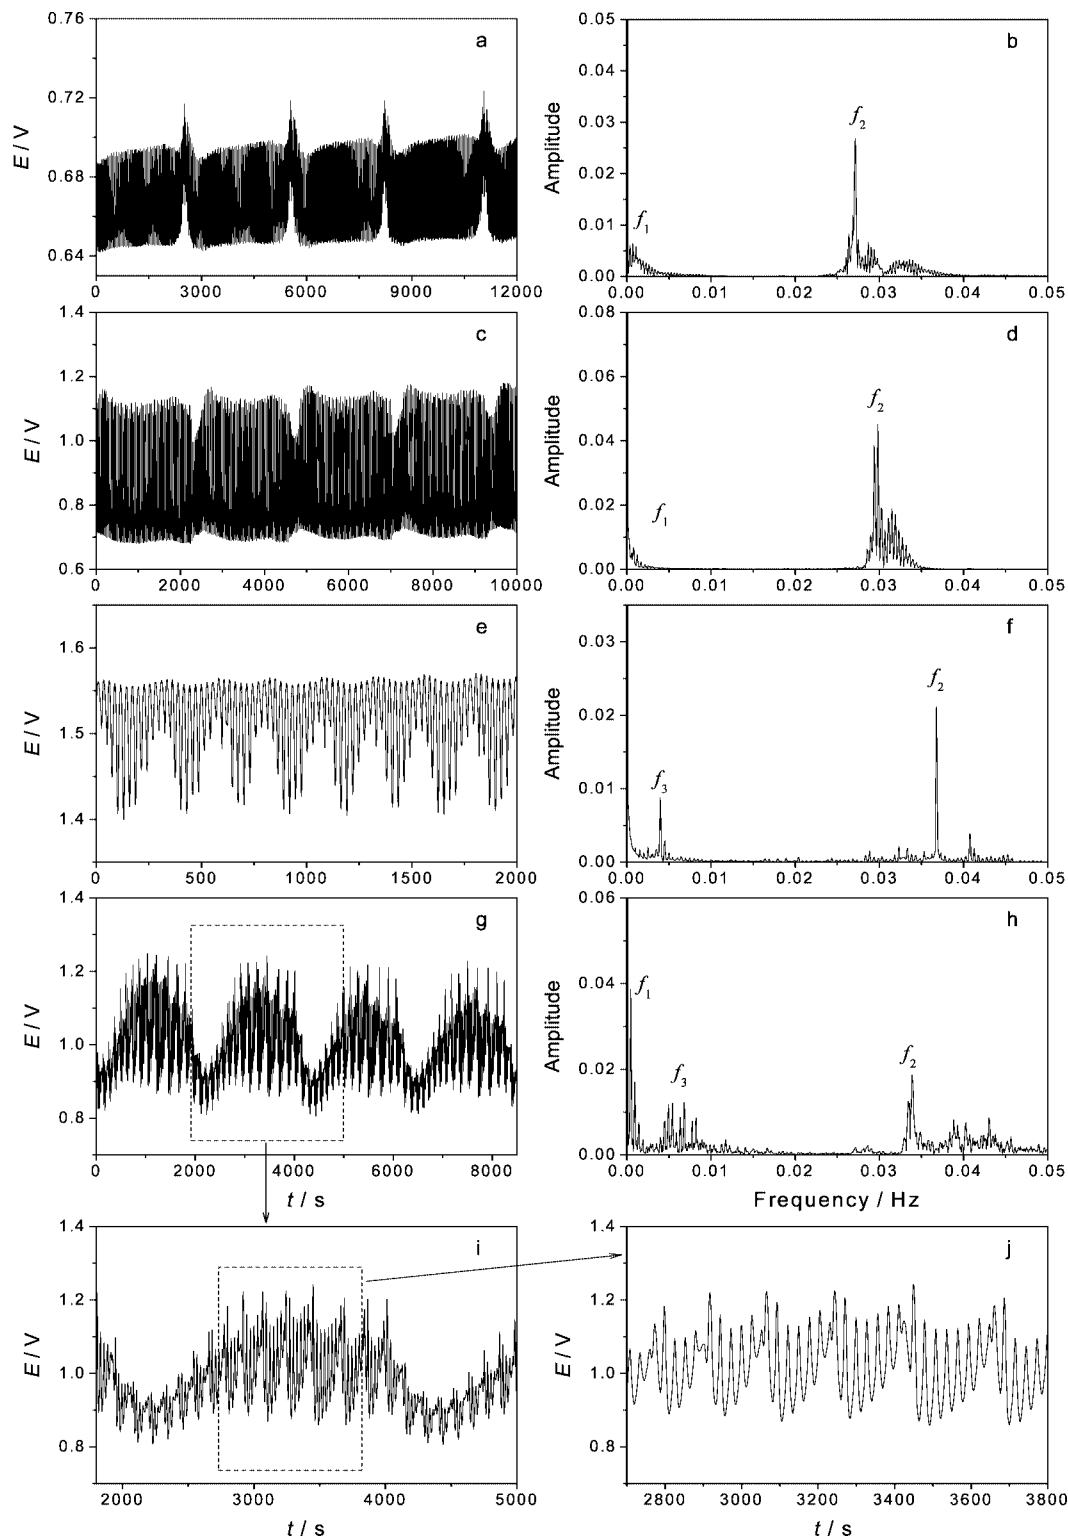 a
0.76
0.72
0.68
0.64
E / V
0 3000 6000 9000 12000
b
0.05
0.04
0.03
0.02
0.01
0.00
Amplitude
f1
f2
0.00 0.01 0.02 0.03 0.04 0.05
c
1.4
1.2
1.0
0.8
0.6
E / V
0 2000 4000 6000 8000 10000
d
0.08
0.06
0.04
0.02
0.00
Amplitude
f1
f2
0.00 0.01 0.02 0.03 0.04 0.05
e
1.6
1.5
1.4
E / V
0 500 1000 1500 2000
f
0.03
0.02
0.01
0.00
Amplitude
f3
f2
0.00 0.01 0.02 0.03 0.04 0.05
g
1.4
1.2
1.0
0.8
E / V
0 2000 4000 6000 8000
t / s
h
0.06
0.04
0.02
0.00
Amplitude
f1
f3
f2
0.00 0.01 0.02 0.03 0.04 0.05
Frequency / Hz
i
1.4
1.2
1.0
0.8
E / V
2000 3000 4000 5000
t / s
j
1.4
1.2
1.0
0.8
E / V
2800 3000 3200 3400 3600 3800
t / s